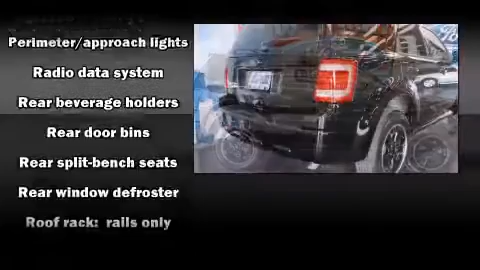 Perimeter/approach lights
Radio data system
Rear beverage holders
Rear door bins
Rear split-bench seats
Rear window defroster
Roof rack: rails only